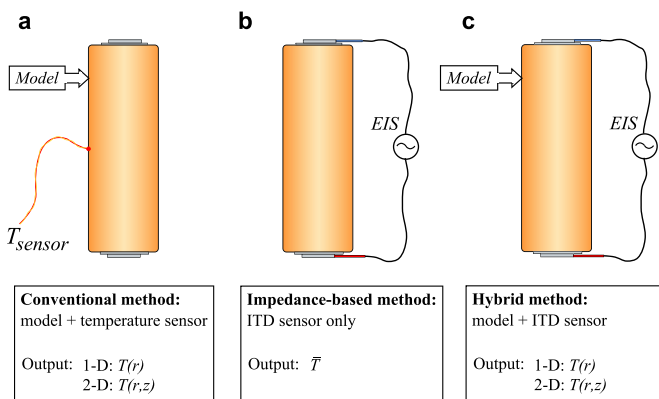 a
b
c
Model
EIS
Model
EIS
T sensor
Conventional method:
model + temperature sensor
Output: 1-D: T(r)
2-D: T(r,z)
Impedance-based method:
ITD sensor only
Output: T̅
Hybrid method:
model + ITD sensor
Output: 1-D: T(r)
2-D: T(r,z)